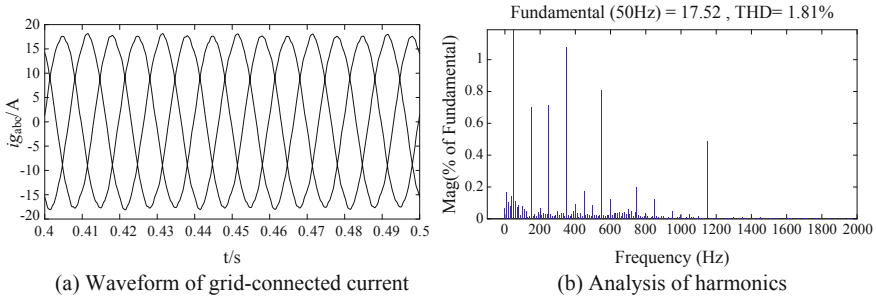 20
15
10
5
0
-5
-10
-15
-20
0.4 0.41 0.42 0.43 0.44 0.45 0.46 0.47 0.48 0.49 0.5
ig_abc/A
t/s
(a) Waveform of grid-connected current
Fundamental (50Hz) = 17.52 , THD= 1.81%
1
0.8
0.6
0.4
0.2
0
0 200 400 600 800 1000 1200 1400 1600 1800 2000
Mag(% of Fundamental)
Frequency (Hz)
(b) Analysis of harmonics